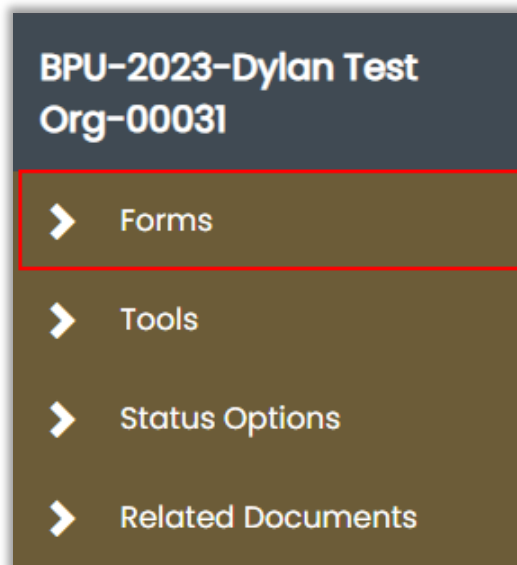 BPU-2023-Dylan Test
Org-00031
Forms
Tools
Status Options
Related Documents